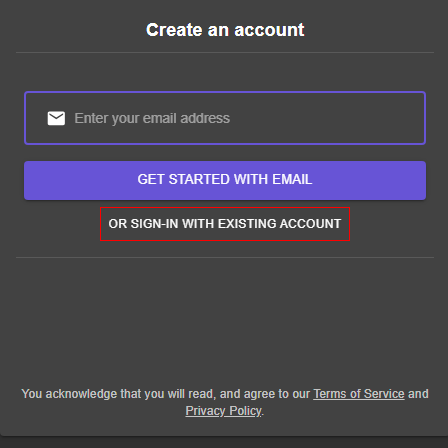 Create an account
Enter your email address
GET STARTED WITH EMAIL
OR SIGN-IN WITH EXISTING ACCOUNT
You acknowledge that you will read, and agree to our Terms of Service and
Privacy Policy.